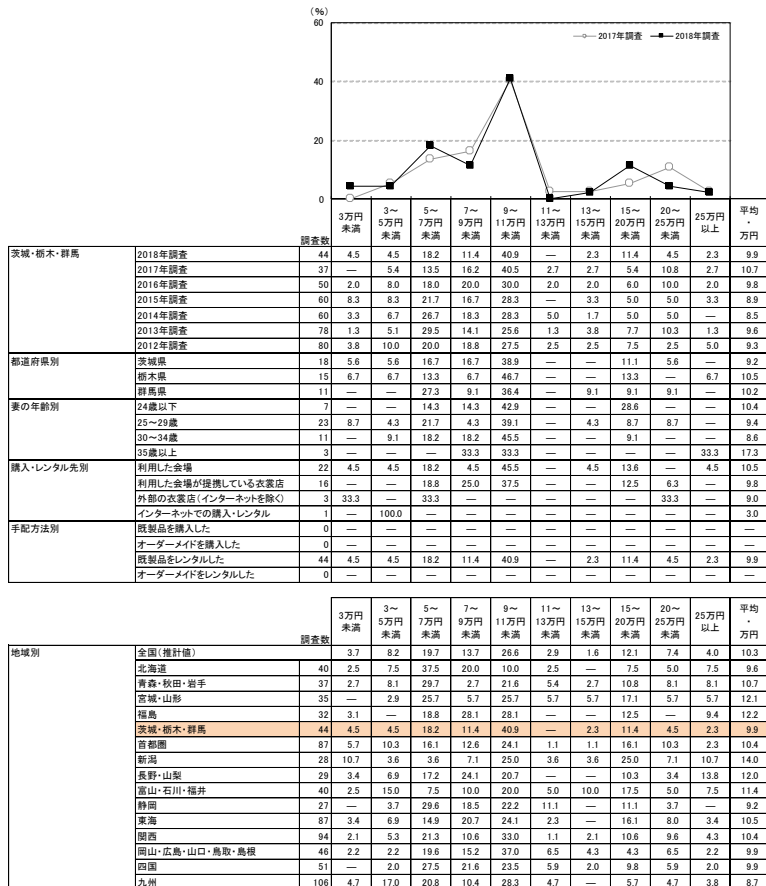 （％）
60
40
20
0
2017年調査 2018年調査
調査数 3万円未満 3～5万円未満 5～7万円未満 7～9万円未満 9～11万円未満 11～13万円未満 13～15万円未満 15～20万円未満 20～25万円未満 25万円以上 平均・万円
茨城・栃木・群馬 2018年調査 44 4.5 4.5 18.2 11.4 40.9 — 2.3 11.4 4.5 2.3 9.9
2017年調査 37 — 5.4 13.5 16.2 40.5 2.7 2.7 5.4 10.8 2.7 10.7
2016年調査 50 2.0 8.0 18.0 20.0 30.0 2.0 2.0 6.0 10.0 2.0 9.8
2015年調査 60 8.3 8.3 21.7 16.7 28.3 — 3.3 5.0 5.0 3.3 8.9
2014年調査 60 3.3 6.7 26.7 18.3 28.3 5.0 1.7 5.0 5.0 — 8.5
2013年調査 78 1.3 5.1 29.5 14.1 25.6 1.3 3.8 7.7 10.3 1.3 9.6
2012年調査 80 3.8 10.0 20.0 18.8 27.5 2.5 2.5 7.5 2.5 5.0 9.3
都道府県別 茨城県 18 5.6 5.6 16.7 16.7 38.9 — — 11.1 5.6 — 9.2
栃木県 15 6.7 6.7 13.3 6.7 46.7 — — 13.3 — 6.7 10.5
群馬県 11 — — 27.3 9.1 36.4 — 9.1 9.1 9.1 — 10.2
妻の年齢別 24歳以下 7 — — 14.3 14.3 42.9 — — 28.6 — — 10.4
25～29歳 23 8.7 4.3 21.7 4.3 39.1 — 4.3 8.7 8.7 — 9.4
30～34歳 11 — 9.1 18.2 18.2 45.5 — — 9.1 — — 8.6
35歳以上 3 — — — 33.3 33.3 — — — — 33.3 17.3
購入・レンタル先別 利用した会場 22 4.5 4.5 18.2 4.5 45.5 — 4.5 13.6 — 4.5 10.5
利用した会場が提携している衣裳店 16 — — 18.8 25.0 37.5 — — 12.5 6.3 — 9.8
外部の衣裳店（インターネットを除く） 3 33.3 — 33.3 — — — — — 33.3 — 9.0
インターネットでの購入・レンタル 1 — 100.0 — — — — — — — — 3.0
手配方法別 既製品を購入した 0 — — — — — — — — — — —
オーダーメイドを購入した 0 — — — — — — — — — — —
既製品をレンタルした 44 4.5 4.5 18.2 11.4 40.9 — 2.3 11.4 4.5 2.3 9.9
オーダーメイドをレンタルした 0 — — — — — — — — — — —
調査数 3万円未満 3～5万円未満 5～7万円未満 7～9万円未満 9～11万円未満 11～13万円未満 13～15万円未満 15～20万円未満 20～25万円未満 25万円以上 平均・万円
地域別 全国（推計値） 3.7 8.2 19.7 13.7 26.6 2.9 1.6 12.1 7.4 4.0 10.3
北海道 40 2.5 7.5 37.5 20.0 10.0 2.5 — 7.5 5.0 7.5 9.6
青森・秋田・岩手 37 2.7 8.1 29.7 2.7 21.6 5.4 2.7 10.8 8.1 8.1 10.7
宮城・山形 35 — 2.9 25.7 5.7 25.7 5.7 5.7 17.1 5.7 5.7 12.1
福島 32 3.1 — 18.8 28.1 28.1 — — 12.5 — 9.4 12.2
茨城・栃木・群馬 44 4.5 4.5 18.2 11.4 40.9 — 2.3 11.4 4.5 2.3 9.9
首都圏 87 5.7 10.3 16.1 12.6 24.1 1.1 1.1 16.1 10.3 2.3 10.4
新潟 28 10.7 3.6 3.6 7.1 25.0 3.6 3.6 25.0 7.1 10.7 14.0
長野・山梨 29 3.4 6.9 17.2 24.1 20.7 — — 10.3 3.4 13.8 12.0
富山・石川・福井 40 2.5 15.0 7.5 10.0 20.0 5.0 10.0 17.5 5.0 7.5 11.4
静岡 27 — 3.7 29.6 18.5 22.2 11.1 — 11.1 3.7 — 9.2
東海 87 3.4 6.9 14.9 20.7 24.1 2.3 — 16.1 8.0 3.4 10.5
関西 94 2.1 5.3 21.3 10.6 33.0 1.1 2.1 10.6 9.6 4.3 10.4
岡山・広島・山口・鳥取・島根 46 2.2 2.2 19.6 15.2 37.0 6.5 4.3 4.3 6.5 2.2 9.9
四国 51 — 2.0 27.5 21.6 23.5 5.9 2.0 9.8 5.9 2.0 9.9
九州 106 4.7 17.0 20.8 10.4 28.3 4.7 — 5.7 4.7 3.8 8.7